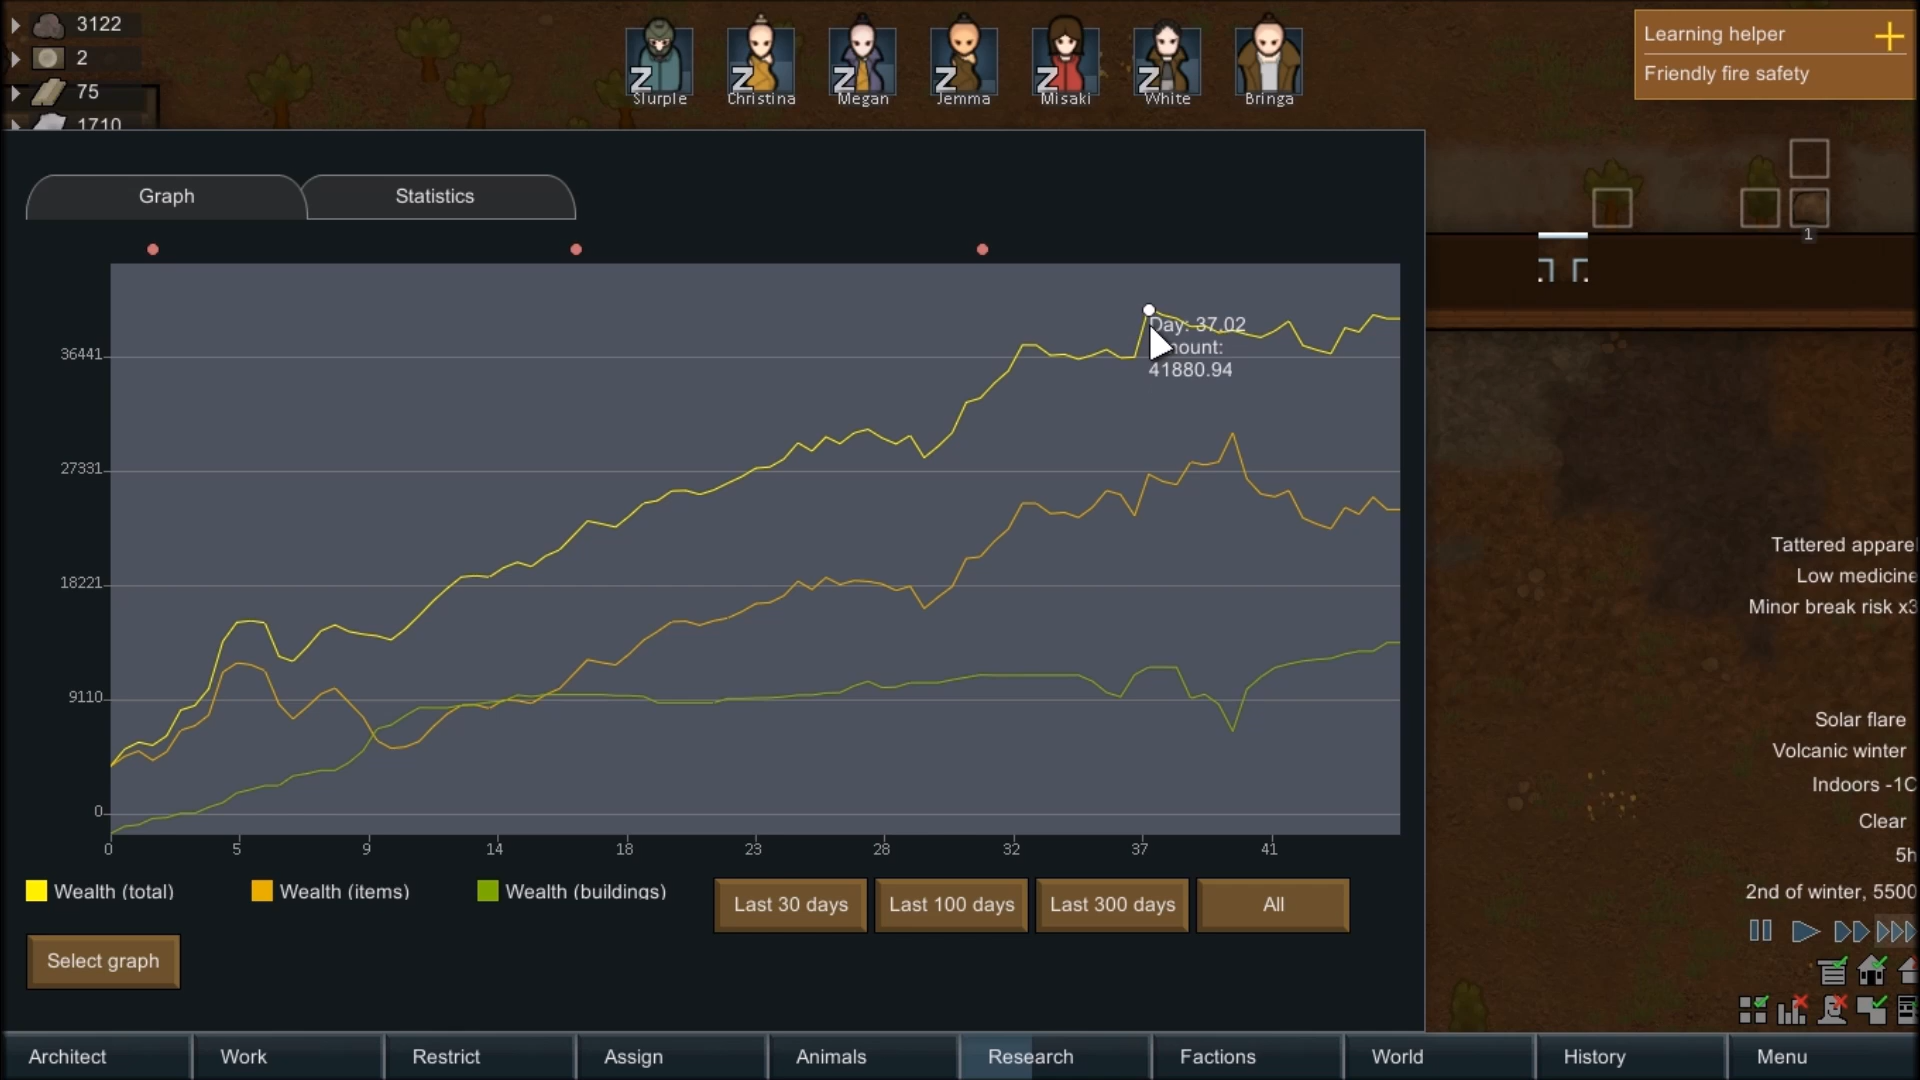 3122
2
75
1710
Slurple
Christina
Megan
Jemma
Misaki
White
Bringa
Learning helper
Friendly fire safety
Graph
Statistics
1
Day: 37.02
mount:
41880.94
36441
27331
18221
9110
0
0
5
9
14
18
23
28
32
37
41
Wealth (total)
Wealth (items)
Wealth (buildings)
Last 30 days
Last 100 days
Last 300 days
All
Select graph
Tattered apparel
Low medicine
Minor break risk x3
Solar flare
Volcanic winter
Indoors -1C
Clear
5h
2nd of winter, 5500
Architect
Work
Restrict
Assign
Animals
Research
Factions
World
History
Menu